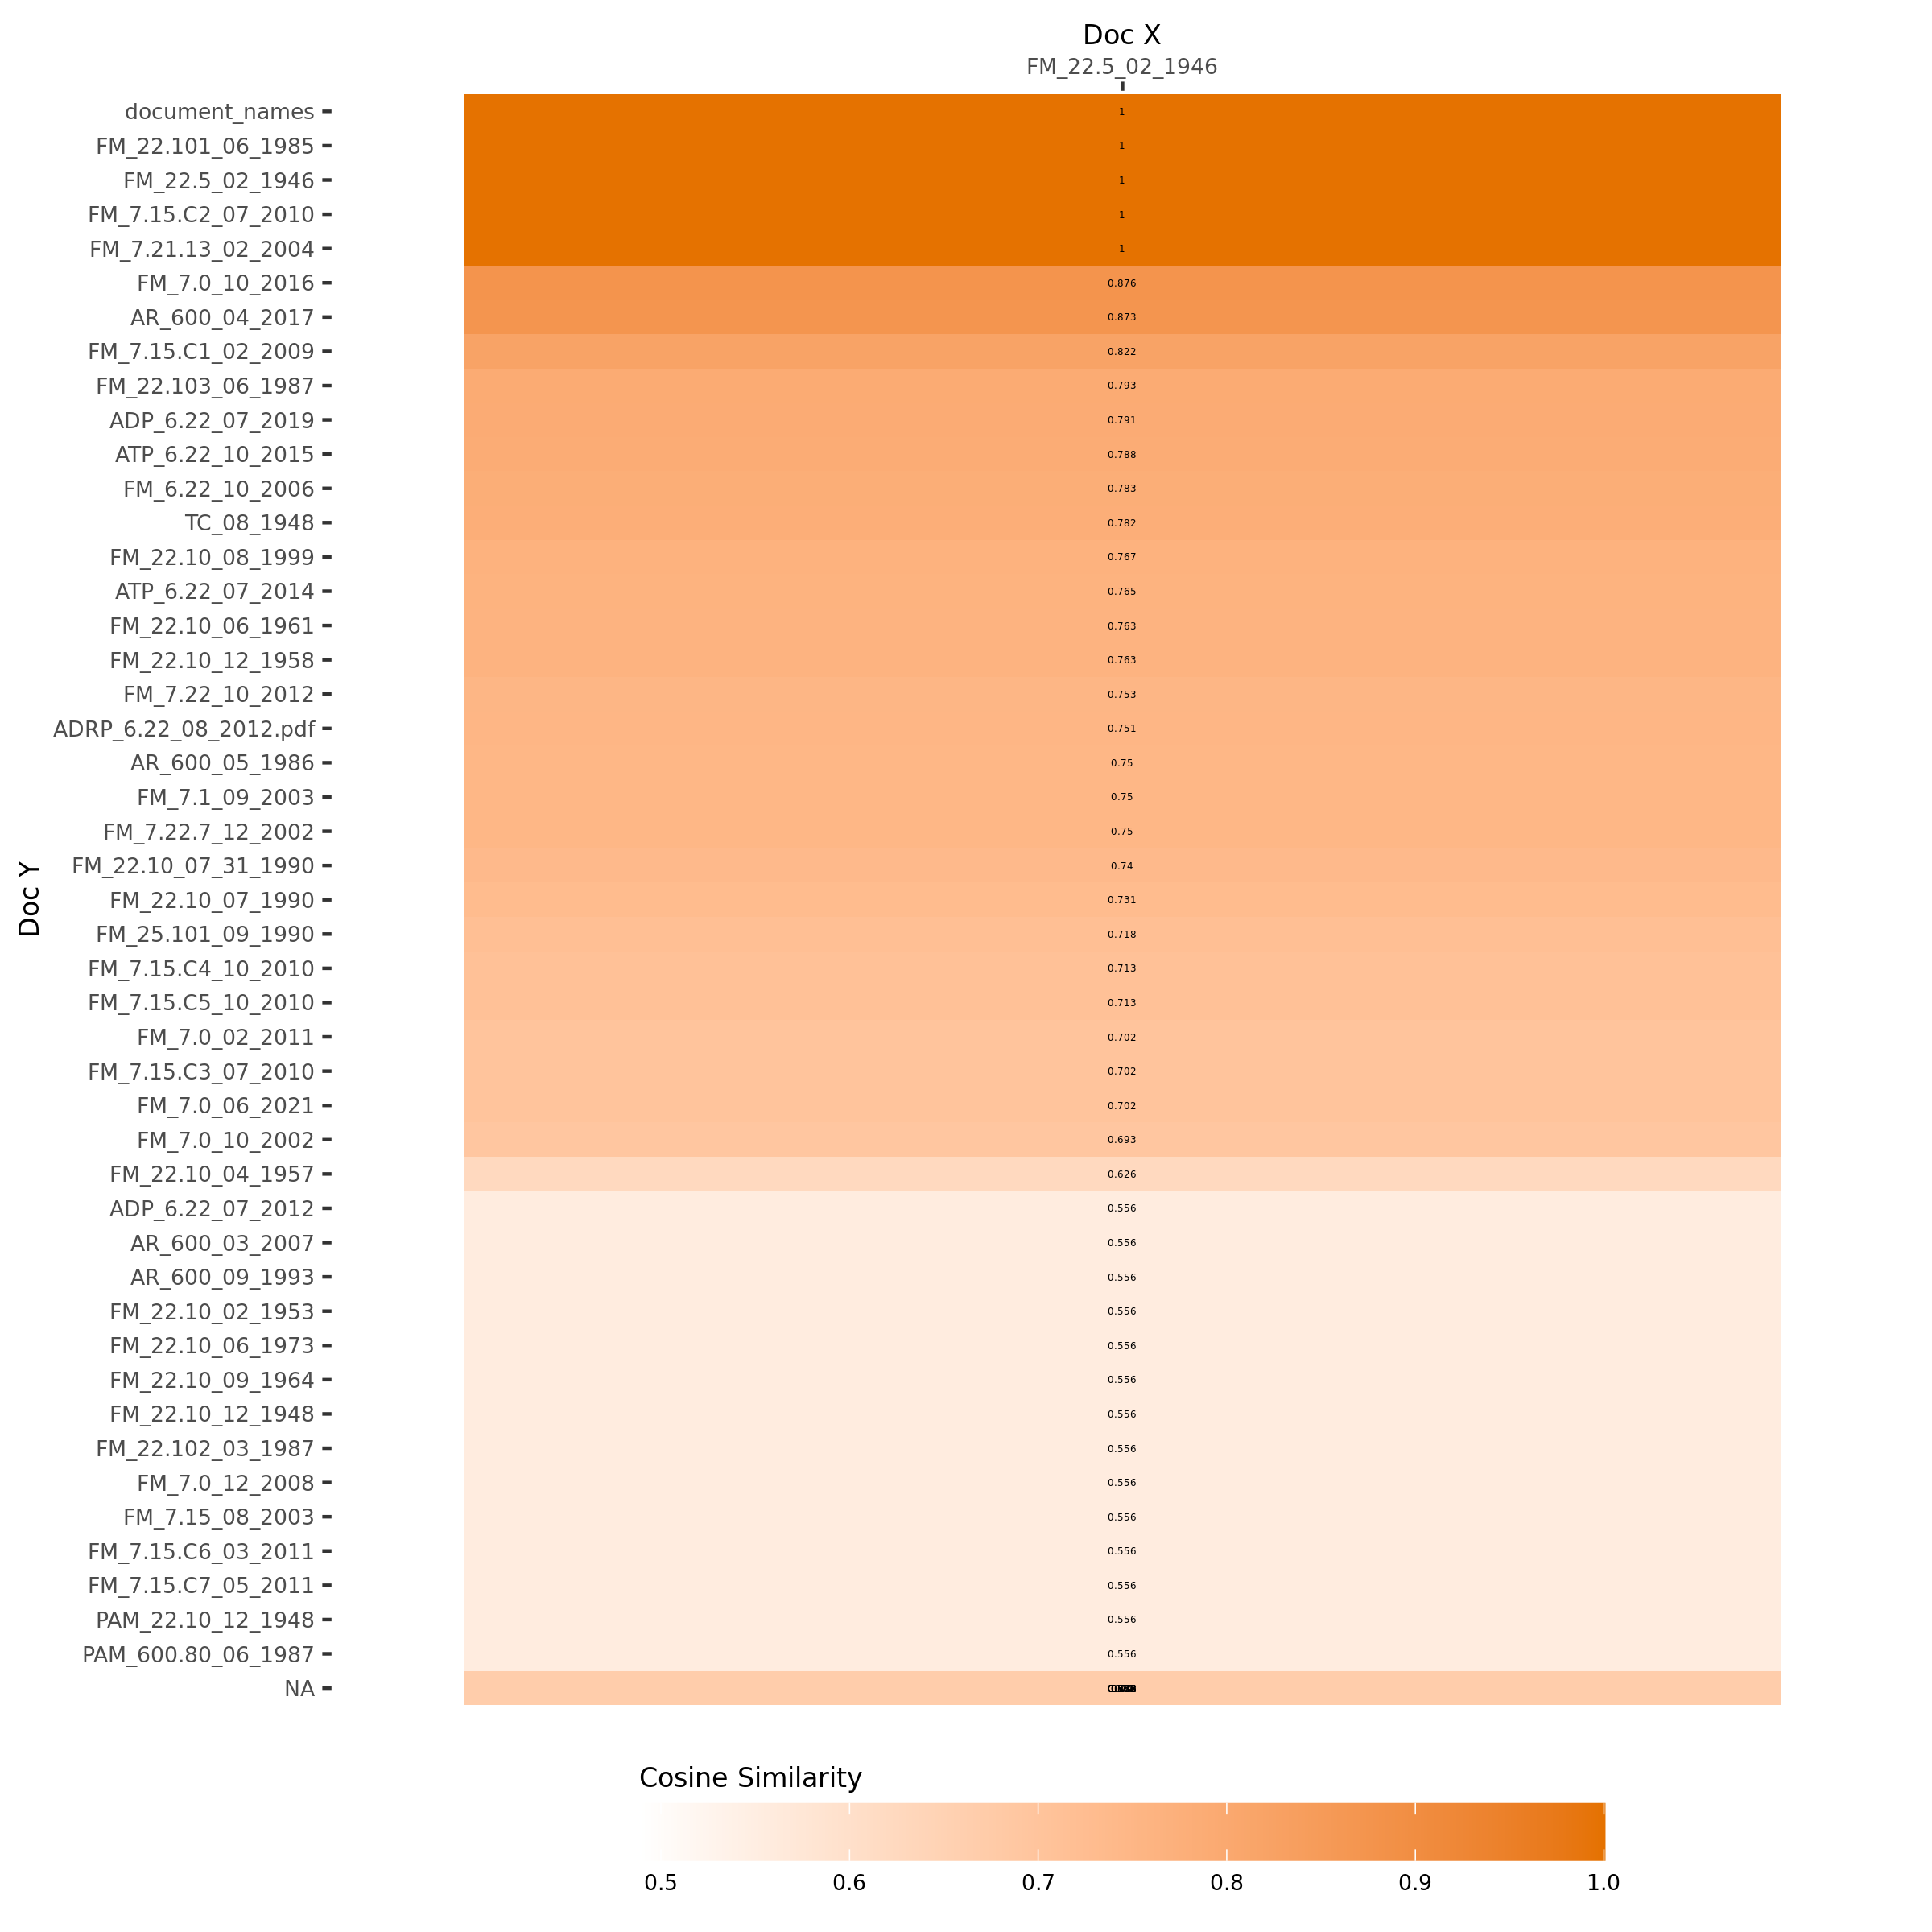 Doc X
FM_22.5_02_1946
document_names 1
FM_22.101_06_1985 1
FM_22.5_02_1946 1
FM_7.15.C2_07_2010 1
FM_7.21.13_02_2004 1
FM_7.0_10_2016 0.876
AR_600_04_2017 0.873
FM_7.15.C1_02_2009 0.822
FM_22.103_06_1987 0.793
ADP_6.22_07_2019 0.791
ATP_6.22_10_2015 0.788
FM_6.22_10_2006 0.783
TC_08_1948 0.782
FM_22.10_08_1999 0.767
ATP_6.22_07_2014 0.765
FM_22.10_06_1961 0.763
FM_22.10_12_1958 0.763
FM_7.22_10_2012 0.753
ADRP_6.22_08_2012.pdf 0.751
AR_600_05_1986 0.75
FM_7.1_09_2003 0.75
FM_7.22.7_12_2002 0.75
FM_22.10_07_31_1990 0.74
FM_22.10_07_1990 0.731
FM_25.101_09_1990 0.718
FM_7.15.C4_10_2010 0.713
FM_7.15.C5_10_2010 0.713
FM_7.0_02_2011 0.702
FM_7.15.C3_07_2010 0.702
FM_7.0_06_2021 0.702
FM_7.0_10_2002 0.693
FM_22.10_04_1957 0.626
ADP_6.22_07_2012 0.556
AR_600_03_2007 0.556
AR_600_09_1993 0.556
FM_22.10_02_1953 0.556
FM_22.10_06_1973 0.556
FM_22.10_09_1964 0.556
FM_22.10_12_1948 0.556
FM_22.102_03_1987 0.556
FM_7.0_12_2008 0.556
FM_7.15_08_2003 0.556
FM_7.15.C6_03_2011 0.556
FM_7.15.C7_05_2011 0.556
PAM_22.10_12_1948 0.556
PAM_600.80_06_1987 0.556
NA
Doc Y
Cosine Similarity
0.5 0.6 0.7 0.8 0.9 1.0